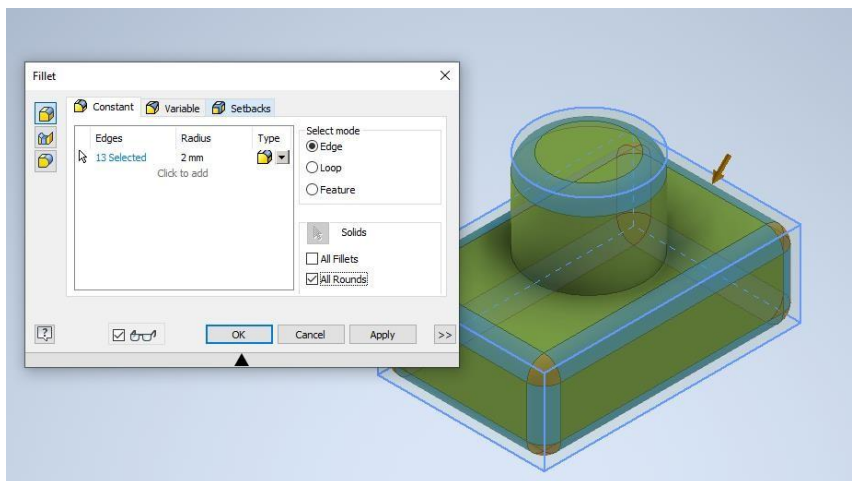 Fillet
Constant Variable Setbacks
Edges Radius Type
13 Selected 2 mm
Click to add
Select mode
Edge
Loop
Feature
Solids
All Fillets
All Rounds
? OK Cancel Apply >>